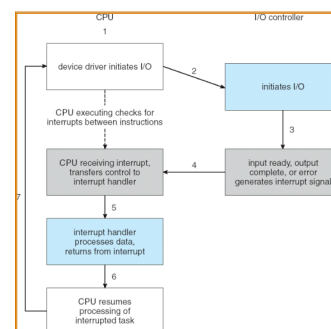 CPU
I/O controller
1
device driver initiates I/O
2
initiates I/O
CPU executing checks for
interrupts between instructions
3
CPU receiving interrupt,
transfers control to
interrupt handler
4
input ready, output
complete, or error
generates interrupt signal
7
5
interrupt handler
processes data,
returns from interrupt
6
CPU resumes
processing of
interrupted task